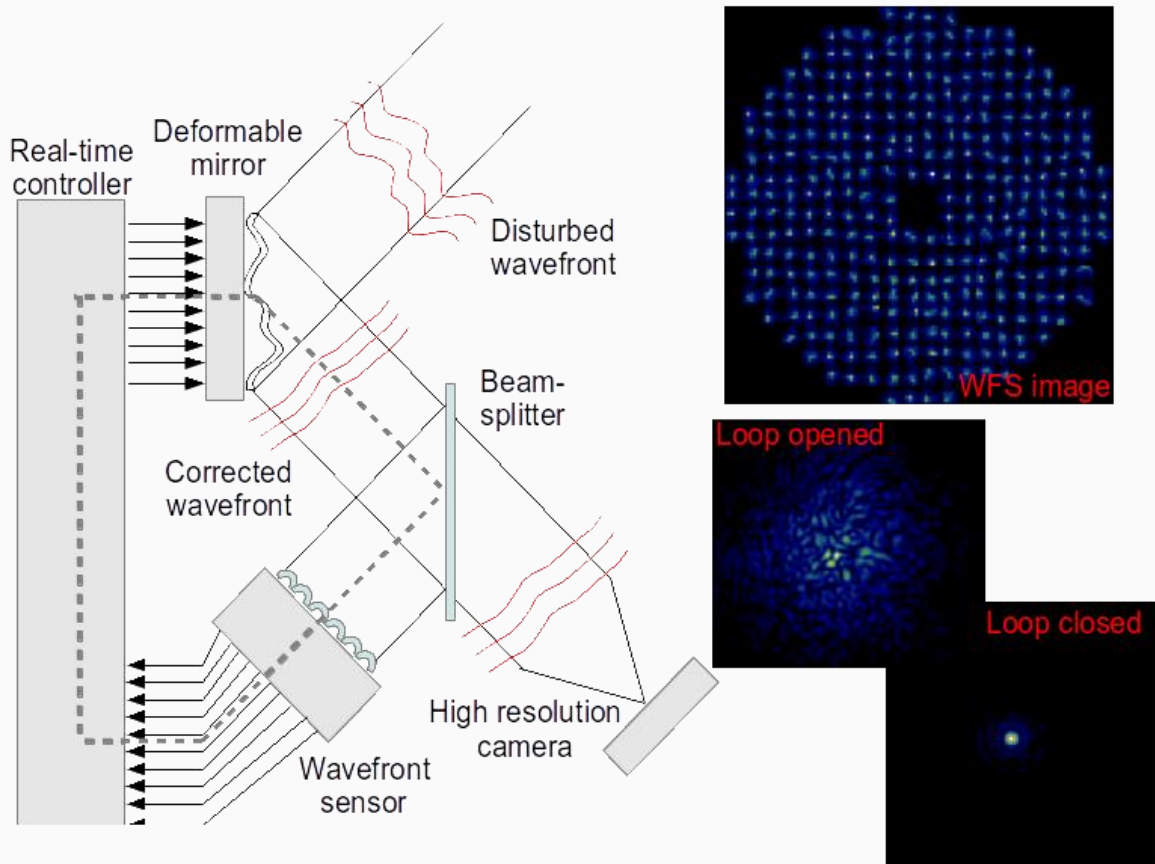 Real-time
controller
Deformable
mirror
Disturbed
wavefront
Beam-
splitter
Corrected
wavefront
High resolution
camera
Wavefront
sensor
WFS image
Loop opened
Loop closed